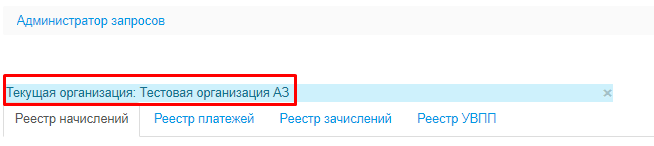 Администратор запросов
Текущая организация: Тестовая организация АЗ ×
Реестр начислений Реестр платежей Реестр зачислений Реестр УВПП